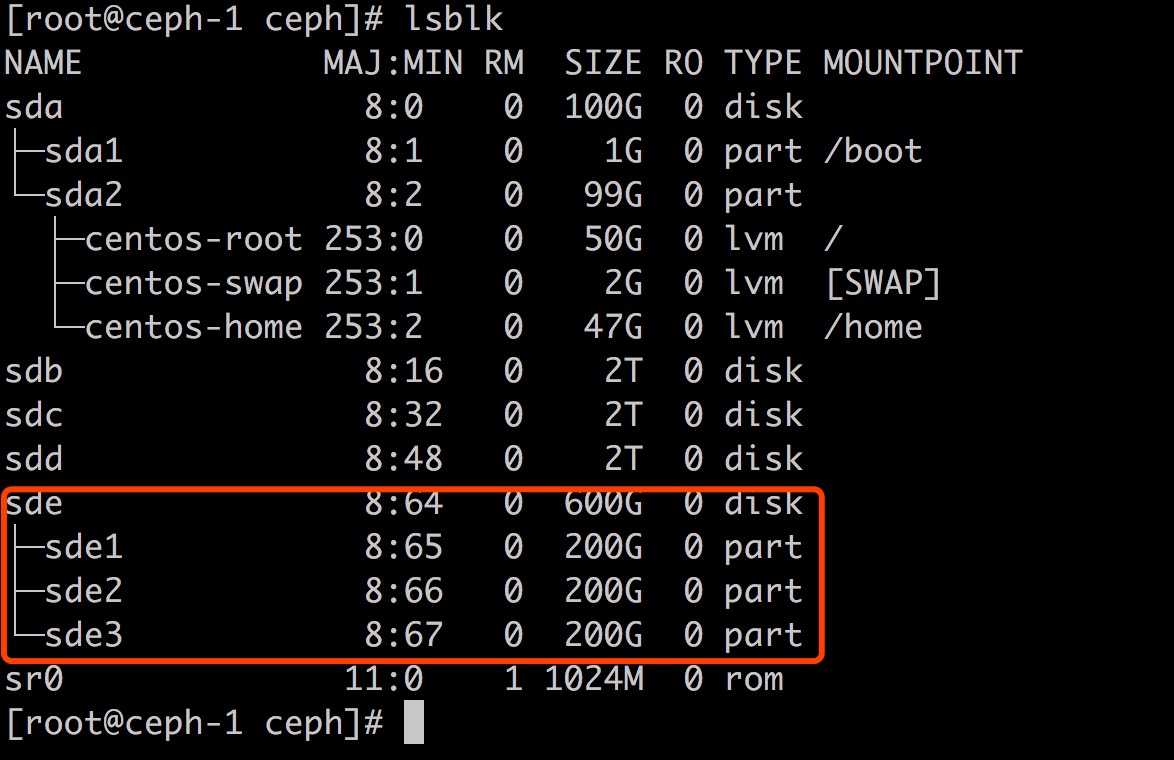 [root@ceph-1 ceph]# lsblk
NAME            MAJ:MIN RM  SIZE RO TYPE MOUNTPOINT
sda               8:0    0  100G  0 disk
├─sda1            8:1    0    1G  0 part /boot
└─sda2            8:2    0   99G  0 part
  ├─centos-root 253:0    0   50G  0 lvm  /
  ├─centos-swap 253:1    0    2G  0 lvm  [SWAP]
  └─centos-home 253:2    0   47G  0 lvm  /home
sdb               8:16   0    2T  0 disk
sdc               8:32   0    2T  0 disk
sdd               8:48   0    2T  0 disk
sde               8:64   0  600G  0 disk
├─sde1            8:65   0  200G  0 part
├─sde2            8:66   0  200G  0 part
└─sde3            8:67   0  200G  0 part
sr0              11:0    1 1024M  0 rom
[root@ceph-1 ceph]#